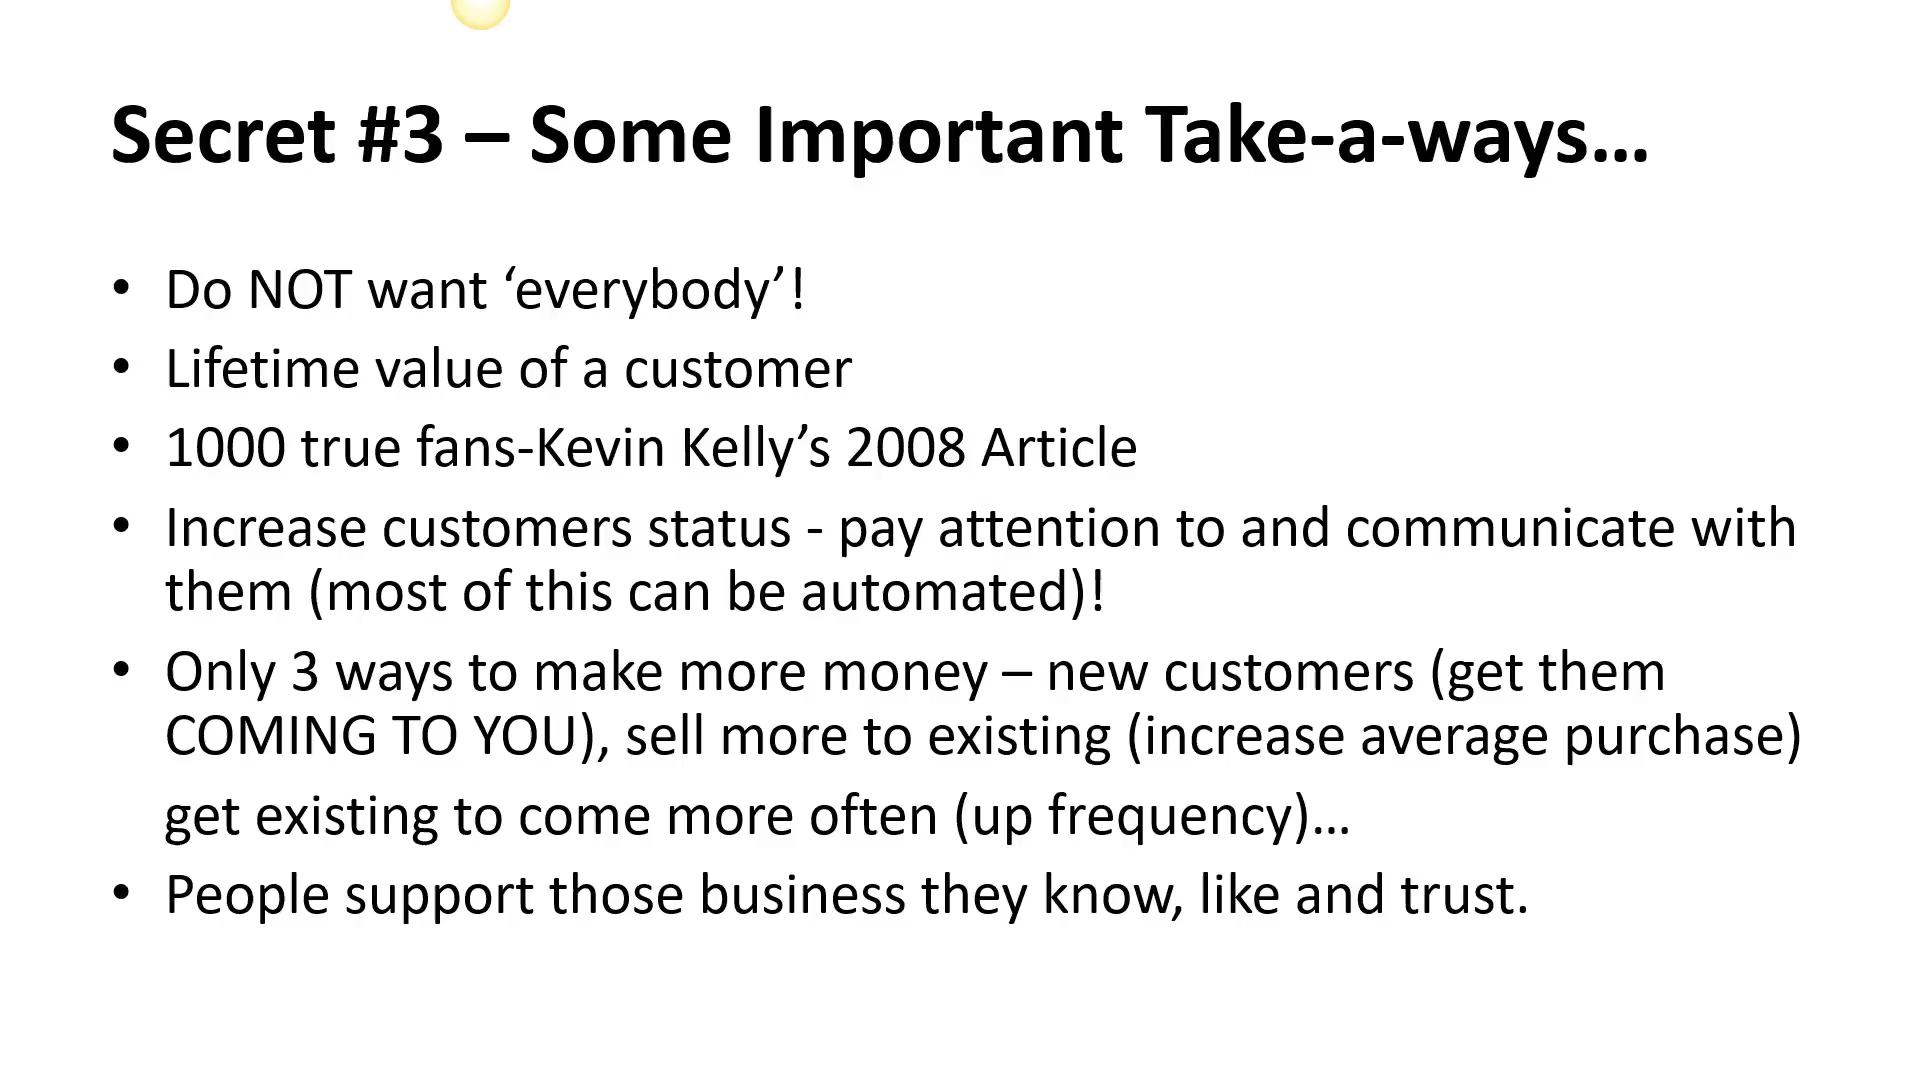 Secret #3 – Some Important Take-a-ways…
• Do NOT want ‘everybody’!
• Lifetime value of a customer
• 1000 true fans-Kevin Kelly’s 2008 Article
• Increase customers status - pay attention to and communicate with
them (most of this can be automated)!
• Only 3 ways to make more money – new customers (get them
COMING TO YOU), sell more to existing (increase average purchase)
get existing to come more often (up frequency)…
• People support those business they know, like and trust.